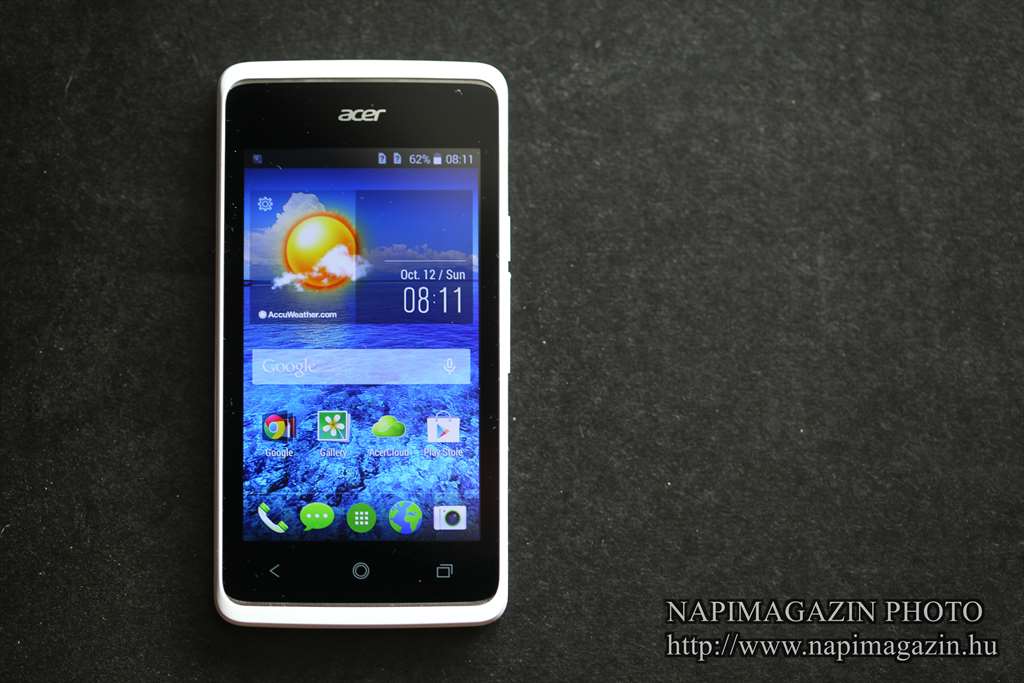 acer
62% 08:11
Oct. 12 / Sun
08:11
AccuWeather.com
Google
Google Gallery AcerCloud Play Store
NAPIMAGAZIN PHOTO
http://www.napimagazin.hu